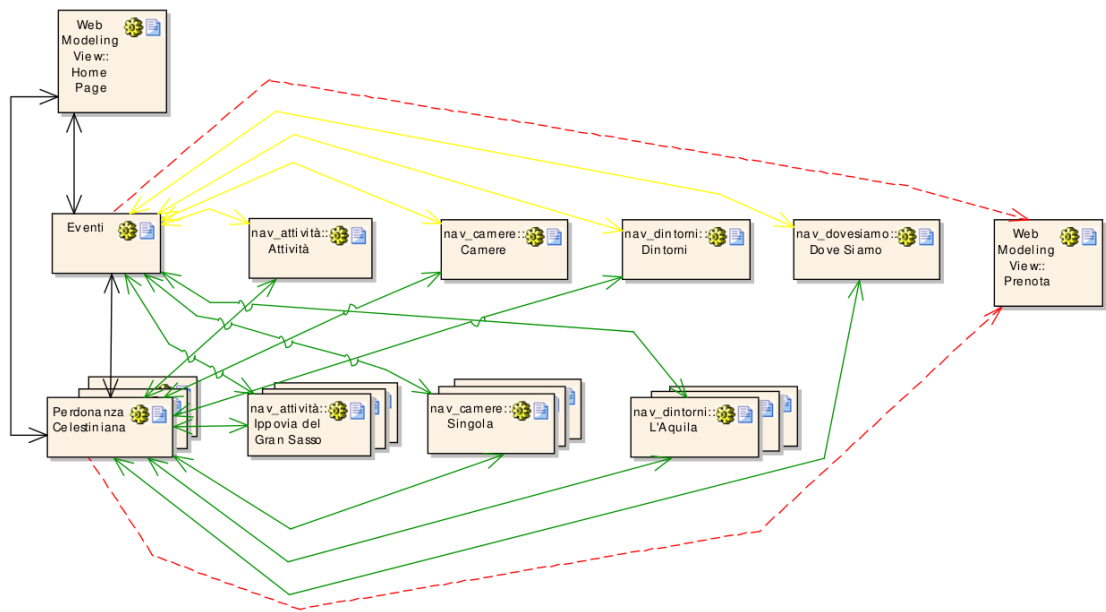 Web
Modeling
View::
Home
Page
Eventi
nav_attività::
Attività
nav_camere::
Camere
nav_dintorni::
Dintorni
nav_dovesiamo::
Dove Siamo
Web
Modeling
View::
Prenota
Perdonanza
Celestiniana
nav_attività::
Ippovia del
Gran Sasso
nav_camere::
Singola
nav_dintorni::
L'Aquila